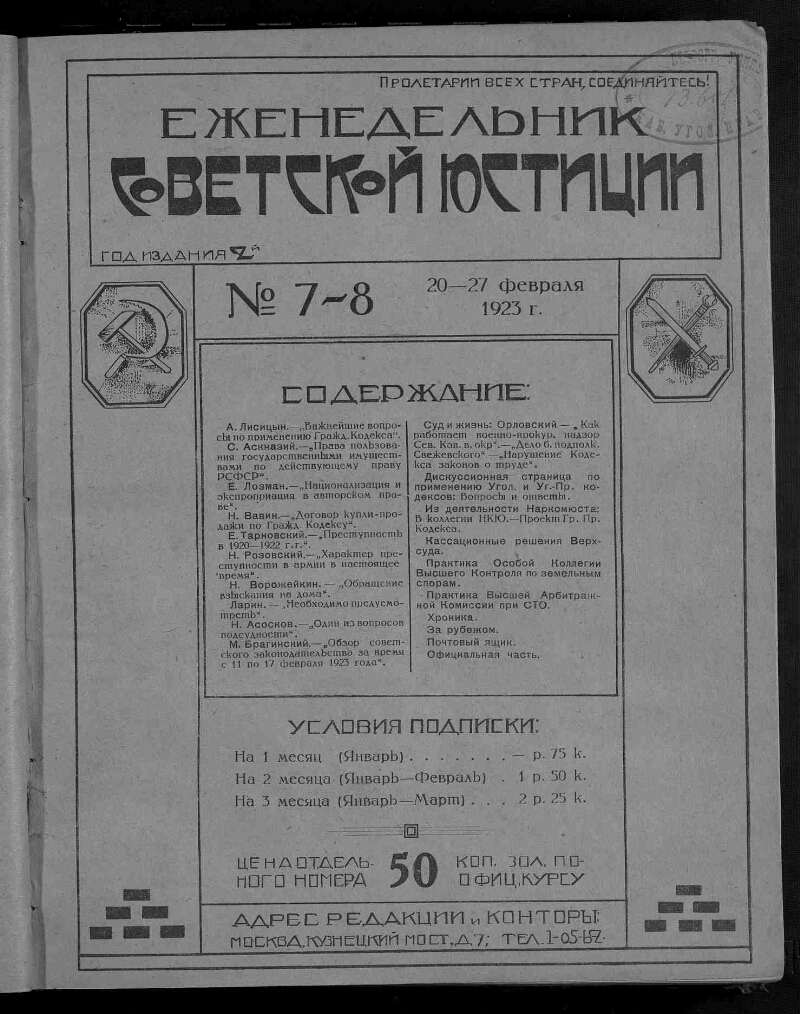 ПРОЛЕТАРИИ ВСЕХ СТРАН, СОЕДИНЯЙТЕСЬ!
ЕЖЕНЕДЕЛЬНИК
СОВЕТСКОЙ ЮСТИЦИИ
ГОД ИЗДАНИЯ 2й
№ 7-8
20—27 февраля
1923 г.
СОДЕРЖАНИЕ:
А. Лисицын.—„Важнейшие вопро-
сы по применению Гражд. Кодекса“.
С. Аскназий.—„Права пользова-
ния государственными имущест-
вами по действующему праву
РСФСР“.
Е. Лозман.—„Национализация и
экспроприация в авторском пра-
ве“.
Н. Вавин.—„Договор купли-про-
дажи по Гражд. Кодексу“.
Е. Тарновский.—„Преступность
в 1920—1922 г.г.“.
Н. Розовский.—„Характер пре-
ступности в армии в настоящее
время“.
Н. Ворожейкин. — „Обращение
взыскания на дома“.
Ларин. — „Необходимо предусмо-
треть“.
Н. Асосков.—„Один из вопросов
подсудности“.
М. Брагинский.—„Обзор совет-
ского законодательства за время
с 11 по 17 февраля 1923 года“.
Суд и жизнь: Орловский — „Как
работает военно-прокур. надзор
Сев. Кав. в. окр“.—„Дело б. подполк.
Свежевского“—„Нарушение Коде-
кса законов о труде“.
Дискуссионная страница по
применению Угол. и Уг.-Пр. ко-
дексов: Вопросы и ответы.
Из деятельности Наркомюста:
В коллегии НКЮ.—Проект Гр. Пр.
Кодекса.
Кассационные решения Верх-
суда.
Практика Особой Коллегии
Высшего Контроля по земельным
спорам.
Практика Высшей Арбитраж-
ной Комиссии при СТО.
Хроника.
За рубежом.
Почтовый ящик.
Официальная часть.
УСЛОВИЯ ПОДПИСКИ:
На 1 месяц (Январь) . . . . . . . — р. 75 к.
На 2 месяца (Январь—Февраль) . 1 р. 50 к.
На 3 месяца (Январь—Март) . . . 2 р. 25 к.
ЦЕНА ОТДЕЛЬ-
НОГО НОМЕРА
50
КОП. ЗОЛ. ПО-
ОФИЦ. КУРСУ
АДРЕС РЕДАКЦИИ и КОНТОРЫ:
МОСКВА, КУЗНЕЦКИЙ МОСТ, Д. 7; ТЕЛ. 1-05-67.